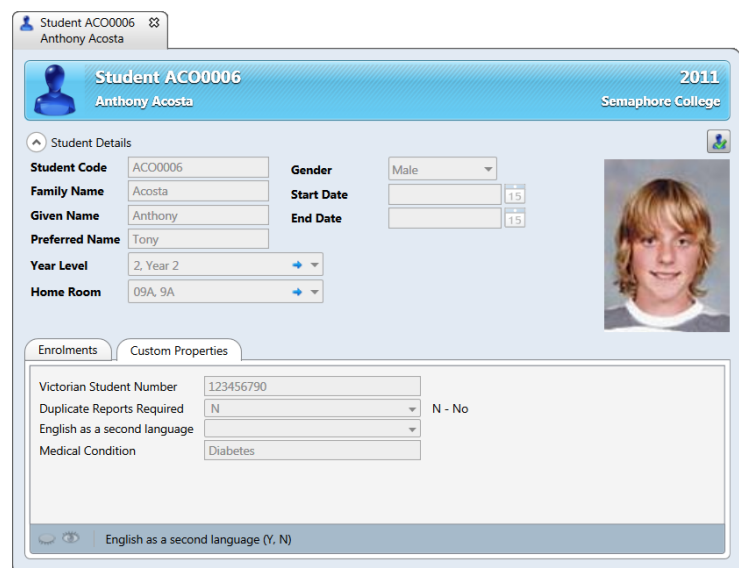 Student ACO0006
Anthony Acosta
Student ACO0006 2011
Anthony Acosta Semaphore College
Student Details
Student Code ACO0006 Gender Male
Family Name Acosta Start Date 15
Given Name Anthony End Date 15
Preferred Name Tony
Year Level 2, Year 2
Home Room 09A, 9A
Enrolments Custom Properties
Victorian Student Number 123456790
Duplicate Reports Required N N - No
English as a second language
Medical Condition Diabetes
English as a second language (Y, N)